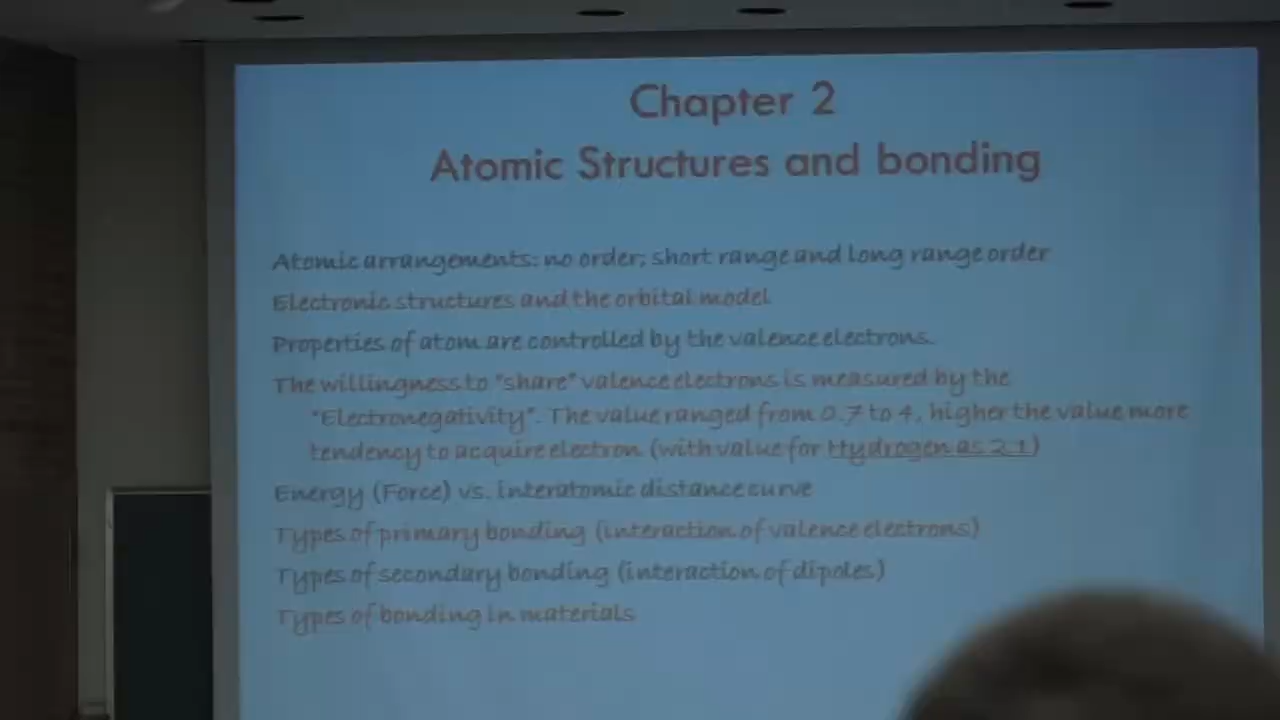 Chapter 2
Atomic Structures and bonding
Atomic arrangements: no order; short range and long range order
Electronic structures and the orbital model
Properties of atom are controlled by the valence electrons.
The willingness to "share" valence electrons is measured by the
"Electronegativity". The value ranged from 0.7 to 4, higher the value more
tendency to acquire electron (with value for Hydrogen as 2.1)
Energy (Force) vs. interatomic distance curve
Types of primary bonding (interaction of valence electrons)
Types of secondary bonding (interaction of dipoles)
Types of bonding in materials